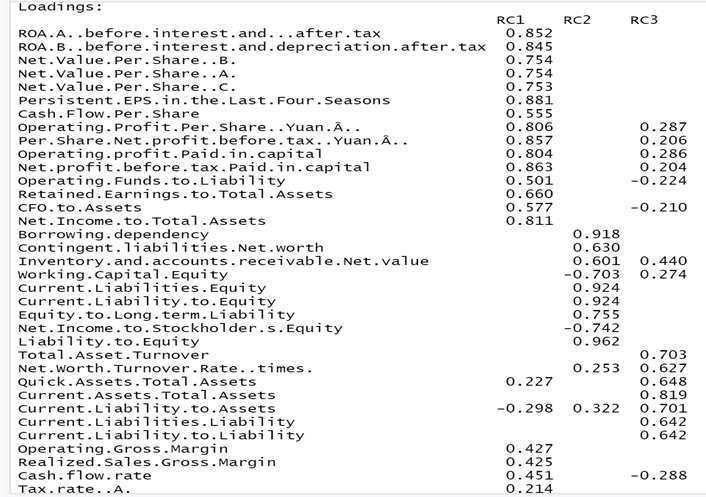 Loadings:
RC1 RC2 RC3
ROA.A..before.interest.and...after.tax 0.852
ROA.B..before.interest.and.depreciation.after.tax 0.845
Net.Value.Per.Share..B. 0.754
Net.Value.Per.Share..A. 0.754
Net.Value.Per.Share..C. 0.753
Persistent.EPS.in.the.Last.Four.Seasons 0.881
Cash.Flow.Per.Share 0.555
Operating.Profit.Per.Share..Yuan.Â.. 0.806 0.287
Per.Share.Net.profit.before.tax..Yuan.Â.. 0.857 0.206
Operating.profit.Paid.in.capital 0.804 0.286
Net.profit.before.tax.Paid.in.capital 0.863 0.204
Operating.Funds.to.Liability 0.501 -0.224
Retained.Earnings.to.Total.Assets 0.660
CFO.to.Assets 0.577 -0.210
Net.Income.to.Total.Assets 0.811
Borrowing.dependency 0.918
Contingent.liabilities.Net.worth 0.630
Inventory.and.accounts.receivable.Net.value 0.601 0.440
Working.Capital.Equity -0.703 0.274
Current.Liabilities.Equity 0.924
Current.Liability.to.Equity 0.924
Equity.to.Long.term.Liability 0.755
Net.Income.to.Stockholder.s.Equity -0.742
Liability.to.Equity 0.962
Total.Asset.Turnover 0.703
Net.Worth.Turnover.Rate..times. 0.253 0.627
Quick.Assets.Total.Assets 0.227 0.648
Current.Assets.Total.Assets 0.819
Current.Liability.to.Assets -0.298 0.322 0.701
Current.Liabilities.Liability 0.642
Current.Liability.to.Liability 0.642
Operating.Gross.Margin 0.427
Realized.Sales.Gross.Margin 0.425
Cash.flow.rate 0.451 -0.288
Tax.rate..A. 0.214